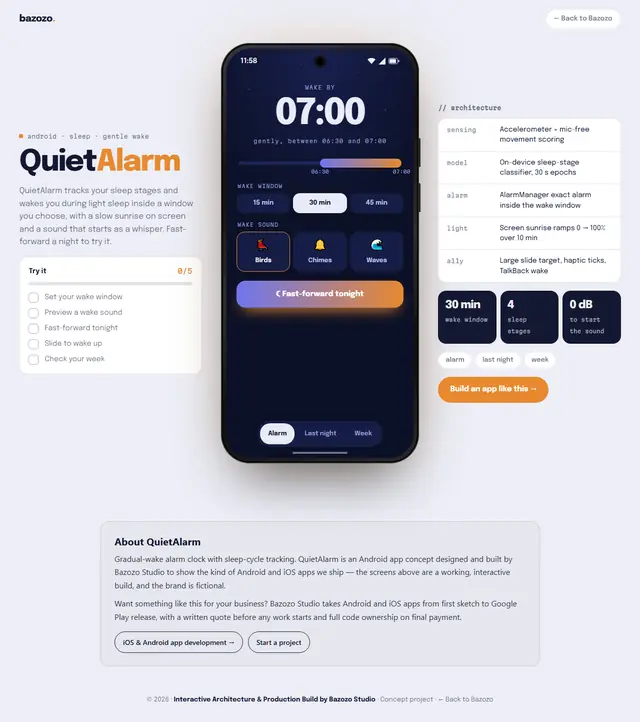 bazozo.
← Back to Bazozo
android · sleep · gentle wake
QuietAlarm
QuietAlarm tracks your sleep stages and
wakes you during light sleep inside a window
you choose, with a slow sunrise on screen
and a sound that starts as a whisper. Fast-
forward a night to try it.
Try it 0/5
Set your wake window
Preview a wake sound
Fast-forward tonight
Slide to wake up
Check your week
11:58
WAKE BY
07:00
gently, between 06:30 and 07:00
06:30 07:00
WAKE WINDOW
15 min 30 min 45 min
WAKE SOUND
Birds Chimes Waves
☾ Fast-forward tonight
Alarm Last night Week
// architecture
sensing Accelerometer + mic-free
movement scoring
model On-device sleep-stage
classifier, 30 s epochs
alarm AlarmManager exact alarm
inside the wake window
light Screen sunrise ramps 0 → 100%
over 10 min
a11y Large slide target, haptic ticks,
TalkBack wake
30 min
wake window
4
sleep
stages
0 dB
to start
the sound
alarm last night week
Build an app like this →
About QuietAlarm
Gradual-wake alarm clock with sleep-cycle tracking. QuietAlarm is an Android app concept designed and built by
Bazozo Studio to show the kind of Android and iOS apps we ship — the screens above are a working, interactive
build, and the brand is fictional.
Want something like this for your business? Bazozo Studio takes Android and iOS apps from first sketch to Google
Play release, with a written quote before any work starts and full code ownership on final payment.
iOS & Android app development → Start a project
© 2026 · Interactive Architecture & Production Build by Bazozo Studio · Concept project · ← Back to Bazozo